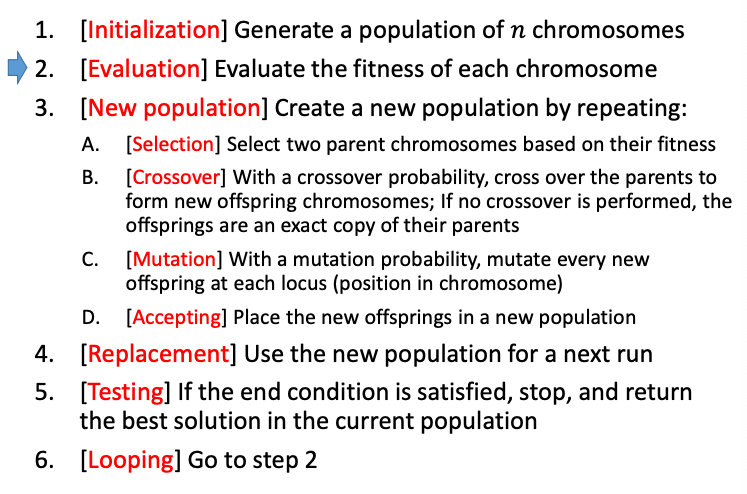 1. [Initialization] Generate a population of n chromosomes
2. [Evaluation] Evaluate the fitness of each chromosome
3. [New population] Create a new population by repeating:
A. [Selection] Select two parent chromosomes based on their fitness
B. [Crossover] With a crossover probability, cross over the parents to
form new offspring chromosomes; If no crossover is performed, the
offsprings are an exact copy of their parents
C. [Mutation] With a mutation probability, mutate every new
offspring at each locus (position in chromosome)
D. [Accepting] Place the new offsprings in a new population
4. [Replacement] Use the new population for a next run
5. [Testing] If the end condition is satisfied, stop, and return
the best solution in the current population
6. [Looping] Go to step 2